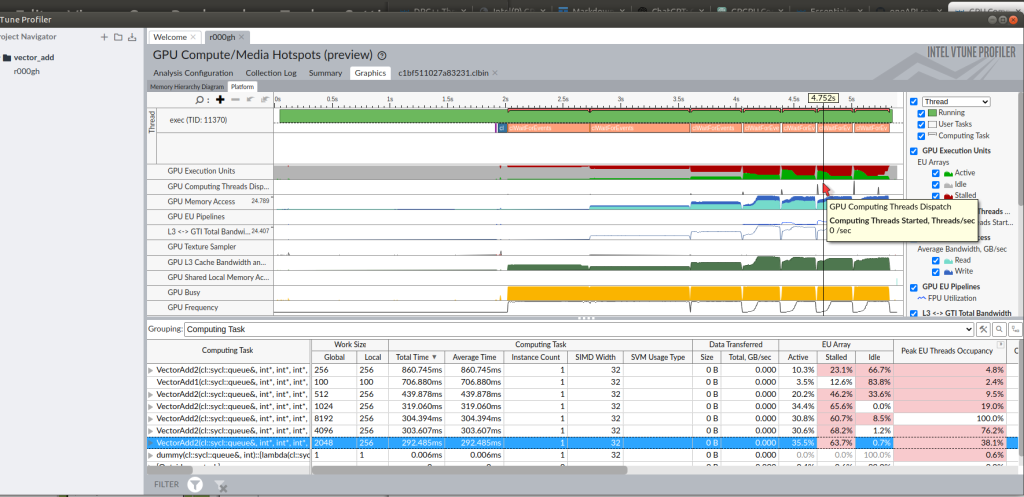 Tune Profiler
Project Navigator
vector_add
r000gh
Welcome ×
r000gh ×
GPU Compute/Media Hotspots (preview)
INTEL VTUNE PROFILER
Analysis Configuration Collection Log Summary Graphics c1bf511027a83231.clbin ×
Memory Hierarchy Diagram Platform
0s 0.5s 1s 1.5s 2s 2.5s 3s 3.5s 4s 4.5s 4.752s 5s
Thread
exec (TID: 11370)
cl clWaitForEvents clWaitForEvents clWaitForEvents
GPU Execution Units
GPU Computing Threads Disp...
GPU Memory Access 24.789
GPU EU Pipelines
L3 <-> GTI Total Bandwi... 24.407
GPU Texture Sampler
GPU L3 Cache Bandwidth an...
GPU Shared Local Memory Ac...
GPU Busy
GPU Frequency
GPU Computing Threads Dispatch
Computing Threads Started, Threads/sec
0 /sec
Thread
Running
User Tasks
Computing Task
GPU Execution Units
EU Arrays
Active
Idle
Stalled
Threads ...
ds Start...
Average Bandwidth, GB/sec
Read
Write
GPU EU Pipelines
FPU Utilization
L3 <-> GTI Total Bandwidth
Grouping: Computing Task
Computing Task Work Size Computing Task Data Transferred EU Array Peak EU Threads Occupancy
Global Local Total Time ▼ Average Time Instance Count SIMD Width SVM Usage Type Size Total, GB/sec Active Stalled Idle
VectorAdd2(cl::sycl::queue&, int*, int*, int*, 256 256 860.745ms 860.745ms 1 32 0 B 0.000 10.3% 23.1% 66.7% 4.8%
VectorAdd1(cl::sycl::queue&, int*, int*, int*, 100 100 706.880ms 706.880ms 1 32 0 B 0.000 3.5% 12.6% 83.8% 2.4%
VectorAdd2(cl::sycl::queue&, int*, int*, int*, 512 256 439.878ms 439.878ms 1 32 0 B 0.000 20.2% 46.2% 33.6% 9.5%
VectorAdd2(cl::sycl::queue&, int*, int*, int*, 1024 256 319.060ms 319.060ms 1 32 0 B 0.000 34.4% 65.6% 0.0% 19.0%
VectorAdd2(cl::sycl::queue&, int*, int*, int*, 8192 256 304.394ms 304.394ms 1 32 0 B 0.000 30.8% 60.7% 8.5% 100.0%
VectorAdd2(cl::sycl::queue&, int*, int*, int*, 4096 256 303.607ms 303.607ms 1 32 0 B 0.000 30.6% 68.2% 1.2% 76.2%
VectorAdd2(cl::sycl::queue&, int*, int*, int*, 2048 256 292.485ms 292.485ms 1 32 0 B 0.000 35.5% 63.7% 0.7% 38.1%
dummy(cl::sycl::queue&, int)::{lambda(cl::syc 1 1 0.006ms 0.006ms 1 32 0 B 0.000 0.0% 0.0% 100.0% 0.6%
FILTER